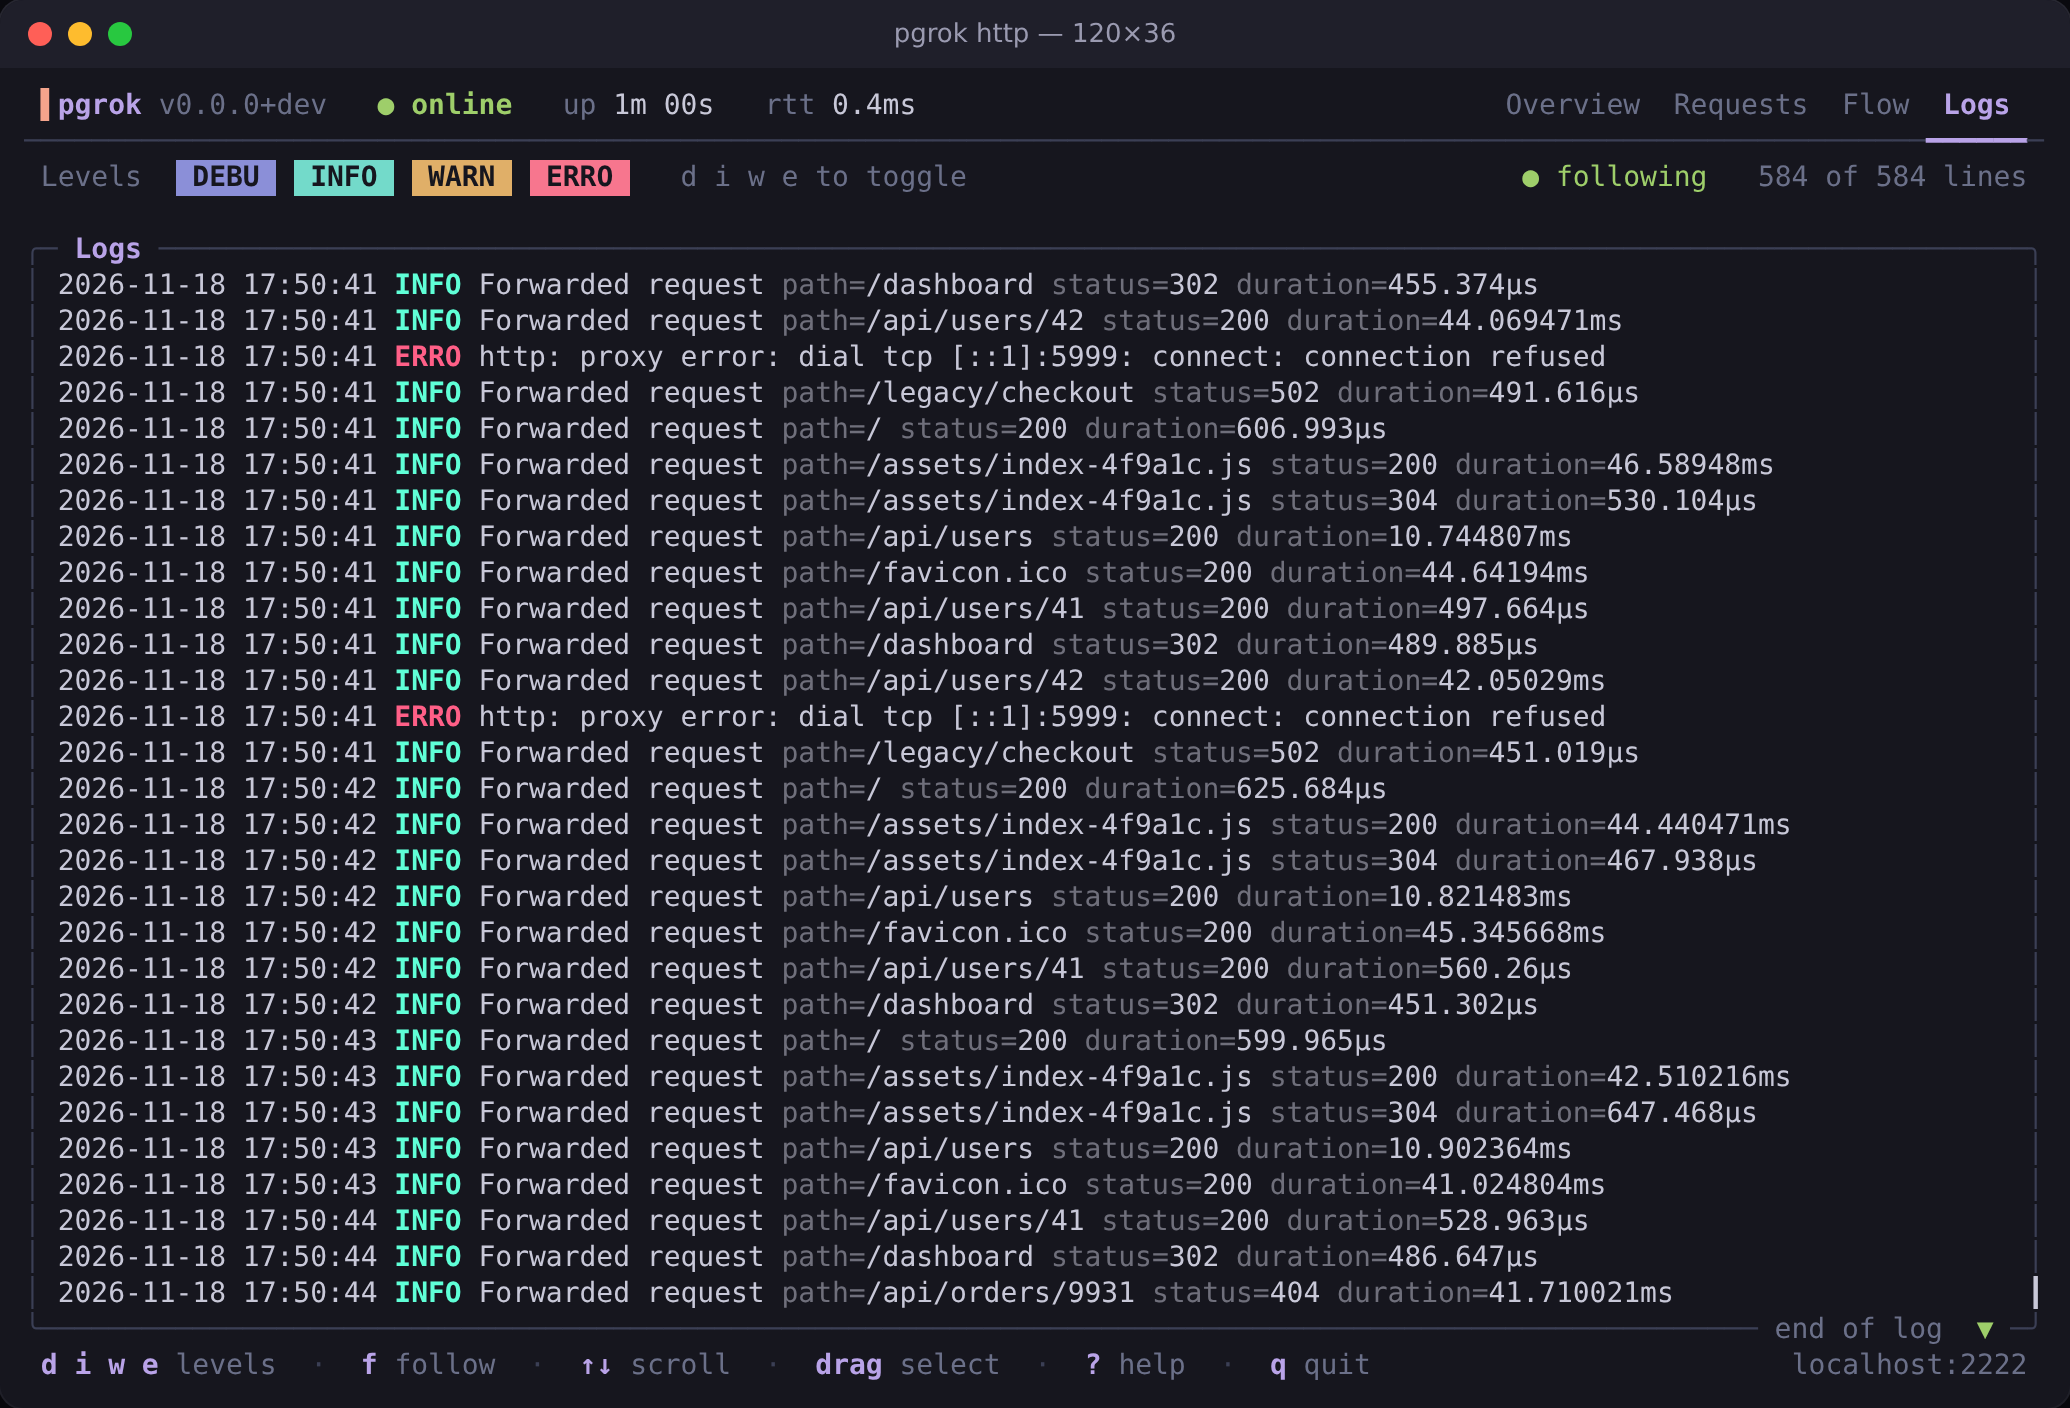 pgrok http — 120×36
pgrok v0.0.0+dev ● online up 1m 00s rtt 0.4ms Overview Requests Flow Logs
Levels DEBU INFO WARN ERRO d i w e to toggle ● following 584 of 584 lines
Logs
2026-11-18 17:50:41 INFO Forwarded request path=/dashboard status=302 duration=455.374µs
2026-11-18 17:50:41 INFO Forwarded request path=/api/users/42 status=200 duration=44.069471ms
2026-11-18 17:50:41 ERRO http: proxy error: dial tcp [::1]:5999: connect: connection refused
2026-11-18 17:50:41 INFO Forwarded request path=/legacy/checkout status=502 duration=491.616µs
2026-11-18 17:50:41 INFO Forwarded request path=/ status=200 duration=606.993µs
2026-11-18 17:50:41 INFO Forwarded request path=/assets/index-4f9a1c.js status=200 duration=46.58948ms
2026-11-18 17:50:41 INFO Forwarded request path=/assets/index-4f9a1c.js status=304 duration=530.104µs
2026-11-18 17:50:41 INFO Forwarded request path=/api/users status=200 duration=10.744807ms
2026-11-18 17:50:41 INFO Forwarded request path=/favicon.ico status=200 duration=44.64194ms
2026-11-18 17:50:41 INFO Forwarded request path=/api/users/41 status=200 duration=497.664µs
2026-11-18 17:50:41 INFO Forwarded request path=/dashboard status=302 duration=489.885µs
2026-11-18 17:50:41 INFO Forwarded request path=/api/users/42 status=200 duration=42.05029ms
2026-11-18 17:50:41 ERRO http: proxy error: dial tcp [::1]:5999: connect: connection refused
2026-11-18 17:50:41 INFO Forwarded request path=/legacy/checkout status=502 duration=451.019µs
2026-11-18 17:50:42 INFO Forwarded request path=/ status=200 duration=625.684µs
2026-11-18 17:50:42 INFO Forwarded request path=/assets/index-4f9a1c.js status=200 duration=44.440471ms
2026-11-18 17:50:42 INFO Forwarded request path=/assets/index-4f9a1c.js status=304 duration=467.938µs
2026-11-18 17:50:42 INFO Forwarded request path=/api/users status=200 duration=10.821483ms
2026-11-18 17:50:42 INFO Forwarded request path=/favicon.ico status=200 duration=45.345668ms
2026-11-18 17:50:42 INFO Forwarded request path=/api/users/41 status=200 duration=560.26µs
2026-11-18 17:50:42 INFO Forwarded request path=/dashboard status=302 duration=451.302µs
2026-11-18 17:50:43 INFO Forwarded request path=/ status=200 duration=599.965µs
2026-11-18 17:50:43 INFO Forwarded request path=/assets/index-4f9a1c.js status=200 duration=42.510216ms
2026-11-18 17:50:43 INFO Forwarded request path=/assets/index-4f9a1c.js status=304 duration=647.468µs
2026-11-18 17:50:43 INFO Forwarded request path=/api/users status=200 duration=10.902364ms
2026-11-18 17:50:43 INFO Forwarded request path=/favicon.ico status=200 duration=41.024804ms
2026-11-18 17:50:44 INFO Forwarded request path=/api/users/41 status=200 duration=528.963µs
2026-11-18 17:50:44 INFO Forwarded request path=/dashboard status=302 duration=486.647µs
2026-11-18 17:50:44 INFO Forwarded request path=/api/orders/9931 status=404 duration=41.710021ms
end of log ▼
d i w e levels · f follow · ↑↓ scroll · drag select · ? help · q quit localhost:2222